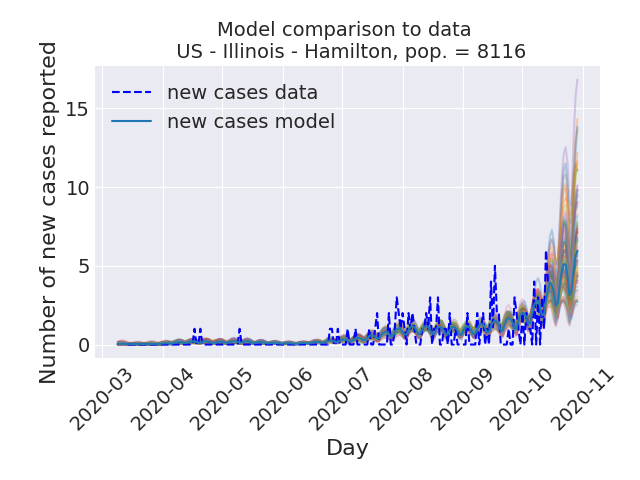 Model comparison to data
US - Illinois - Hamilton, pop. = 8116
Number of new cases reported
new cases data
new cases model
15
10
5
0
2020-03
2020-04
2020-05
2020-06
2020-07
2020-08
2020-09
2020-10
2020-11
Day